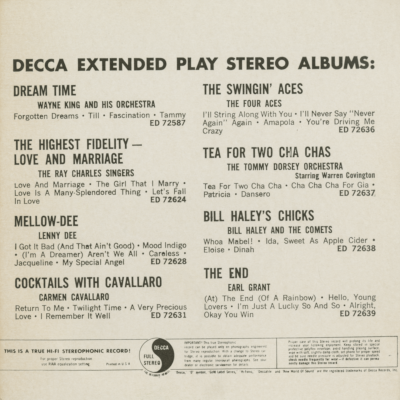 DECCA EXTENDED PLAY STEREO ALBUMS:
DREAM TIME
WAYNE KING AND HIS ORCHESTRA
Forgotten Dreams • Till • Fascination • Tammy
ED 72587
THE HIGHEST FIDELITY—
LOVE AND MARRIAGE
THE RAY CHARLES SINGERS
Love And Marriage • The Girl That I Marry •
Love Is A Many-Splendored Thing • Let's Fall
In Love
ED 72624
MELLOW-DEE
LENNY DEE
I Got It Bad (And That Ain't Good) • Mood Indigo
• (I'm A Dreamer) Aren't We All • Careless •
Jacqueline • My Special Angel
ED 72628
COCKTAILS WITH CAVALLARO
CARMEN CAVALLARO
Return To Me • Twilight Time • A Very Precious
Love • I Remember It Well
ED 72631
THE SWINGIN' ACES
THE FOUR ACES
I'll String Along With You • I'll Never Say "Never
Again" Again • Amapola • You're Driving Me
Crazy
ED 72636
TEA FOR TWO CHA CHAS
THE TOMMY DORSEY ORCHESTRA
Starring Warren Covington
Tea For Two Cha Cha • Cha Cha Cha For Gia •
Patricia • Dansero
ED 72637
BILL HALEY'S CHICKS
BILL HALEY AND THE COMETS
Whoa Mabel! • Ida, Sweet As Apple Cider •
Eloise • Dinah
ED 72638
THE END
EARL GRANT
(At) The End (Of A Rainbow) • Hello, Young
Lovers • I'm Just A Lucky So And So • Alright,
Okay You Win
ED 72639
THIS IS A TRUE HI-FI STEREOPHONIC RECORD!
For proper Stereo reproduction
use RIAA equalization setting.
Printed in U.S.A.
DECCA
FULL
STEREO